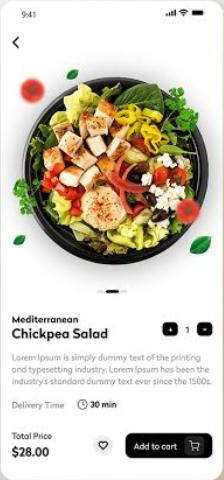 9:41
Mediterranean
Chickpea Salad
+ 1 -
Lorem Ipsum is simply dummy text of the printing
and typesetting industry. Lorem Ipsum has been the
industry's standard dummy text ever since the 1500s.
Delivery Time 30 min
Total Price
$28.00
Add to cart